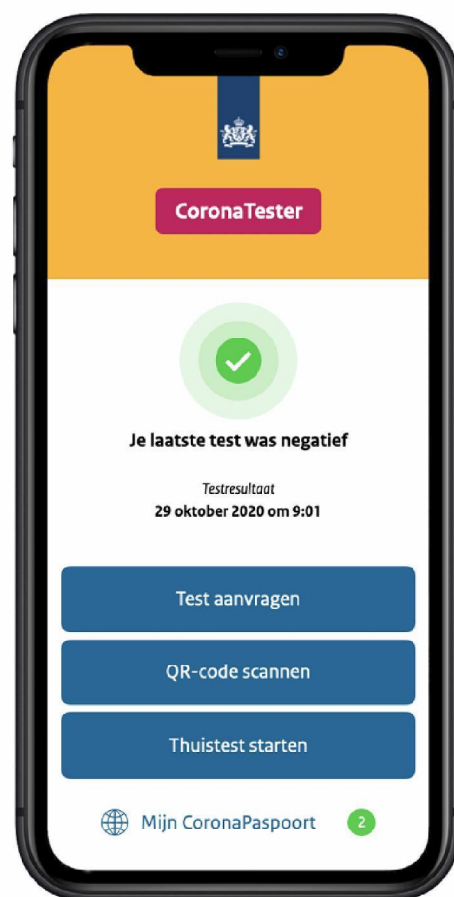 CoronaTester
Je laatste test was negatief
Testresultaat
29 oktober 2020 om 9:01
Test aanvragen
QR-code scannen
Thuistest starten
Mijn CoronaPaspoort 2